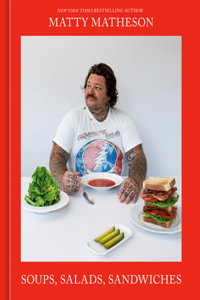 NEW YORK TIMES BESTSELLING AUTHOR
MATTY MATHESON
SOUPS, SALADS, SANDWICHES